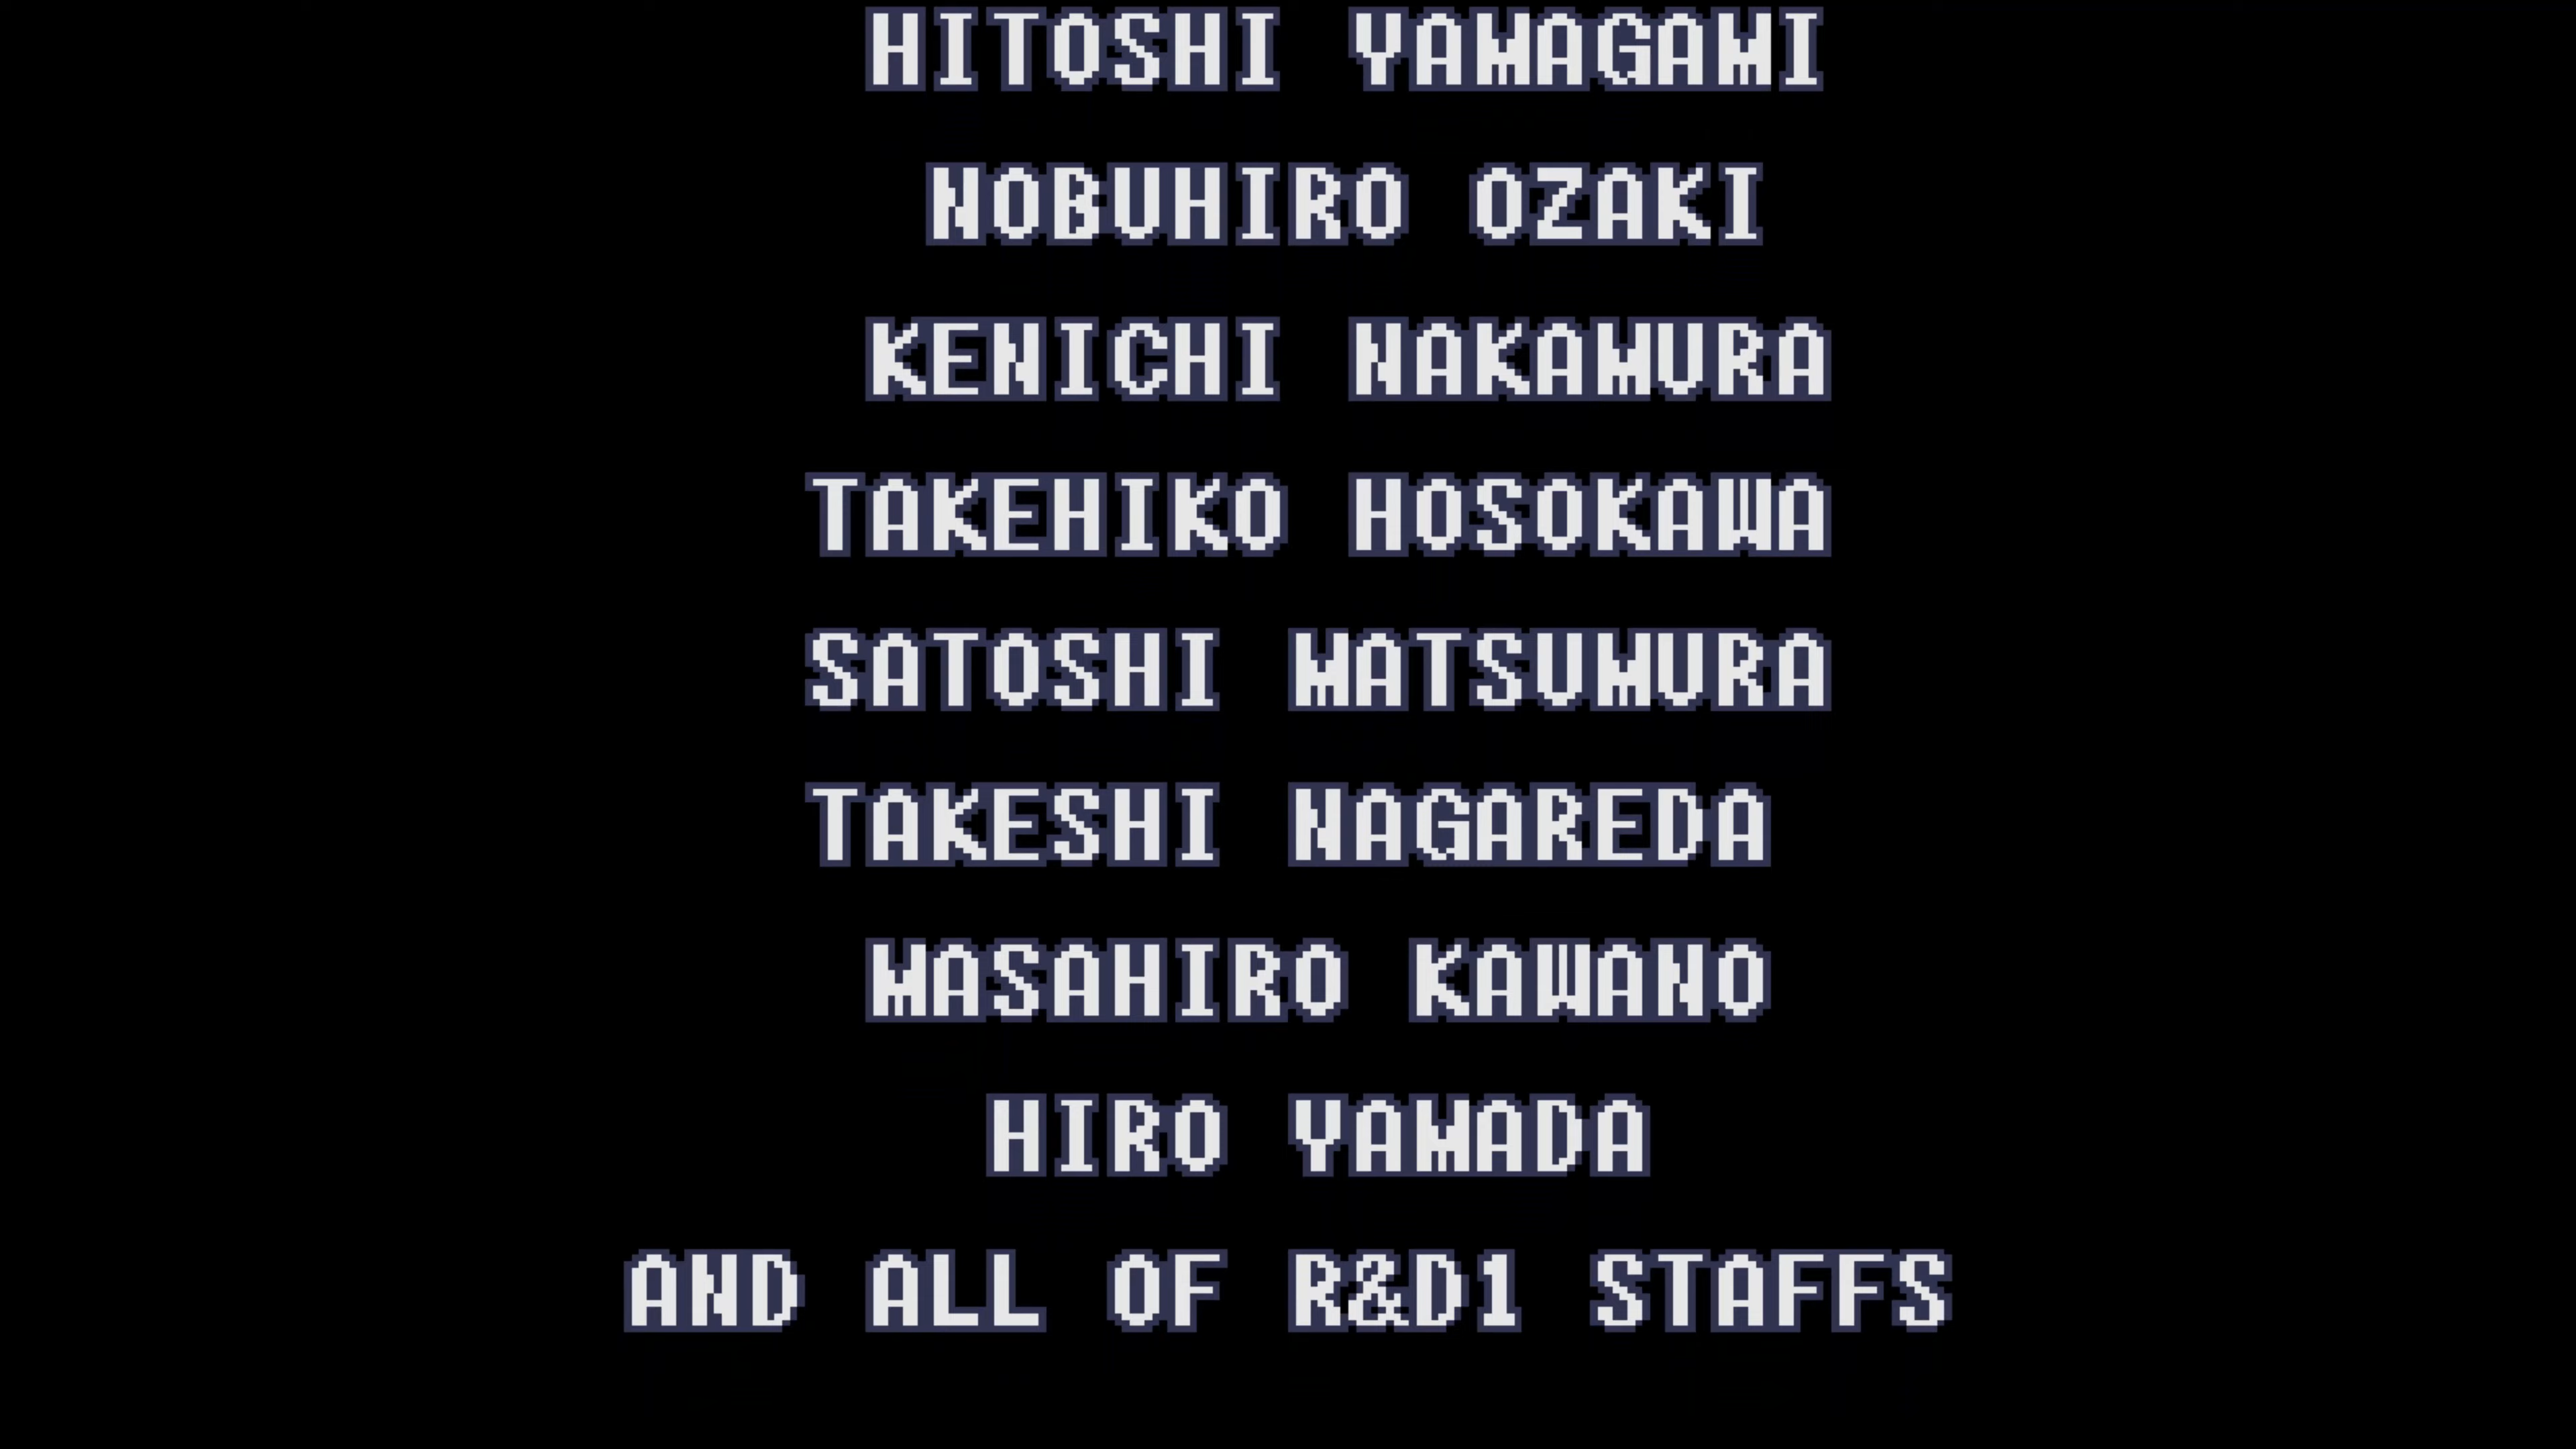 HITOSHI YAMAGAMI
NOBUHIRO OZAKI
KENICHI NAKAMURA
TAKEHIKO HOSOKAWA
SATOSHI MATSUMURA
TAKESHI NAGAREDA
MASAHIRO KAWANO
HIRO YAMADA
AND ALL OF R&D1 STAFFS